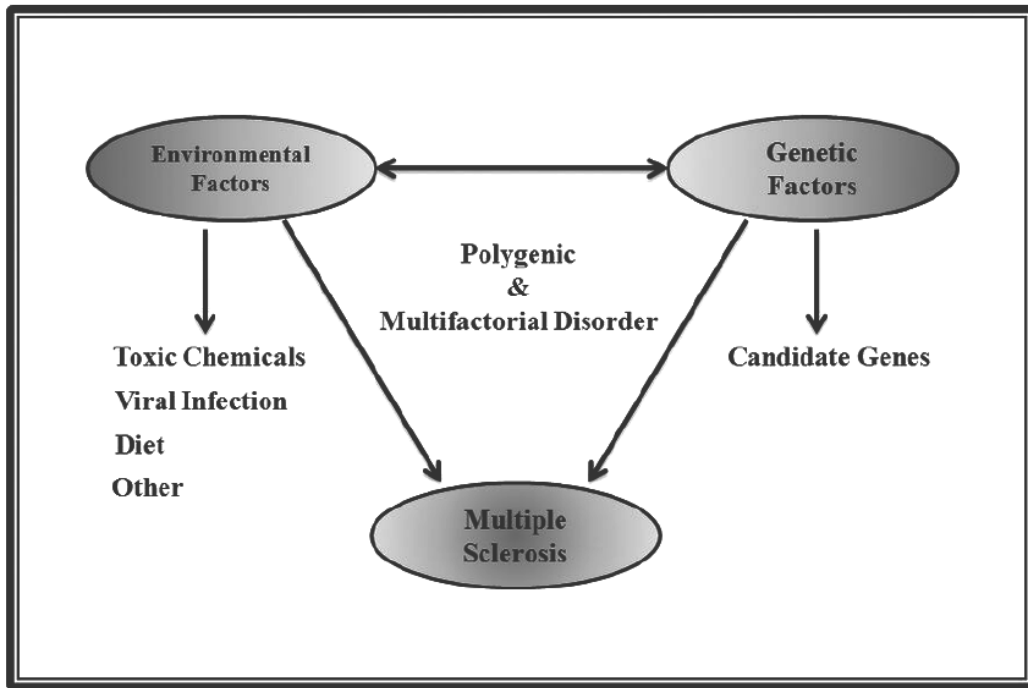 Environmental
Factors
Genetic
Factors
Polygenic
&
Multifactorial Disorder
Toxic Chemicals
Viral Infection
Diet
Other
Candidate Genes
Multiple
Sclerosis